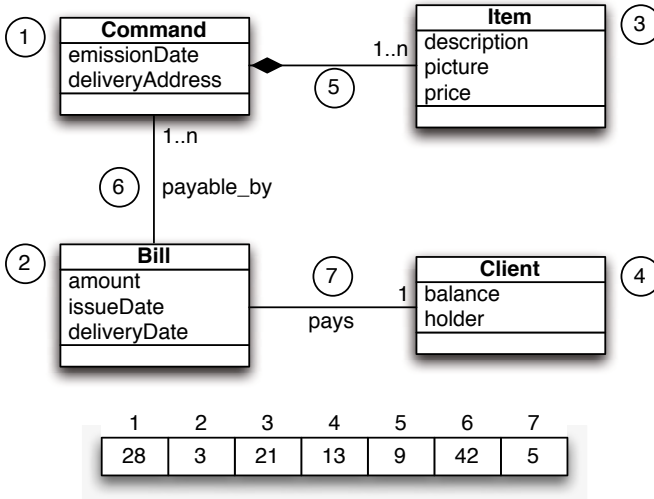 1
Command
emissionDate
deliveryAddress
1..n
5
Item
description
picture
price
3
1..n
6
payable_by
2
Bill
amount
issueDate
deliveryDate
7
1
pays
Client
balance
holder
4
1 2 3 4 5 6 7
28 3 21 13 9 42 5